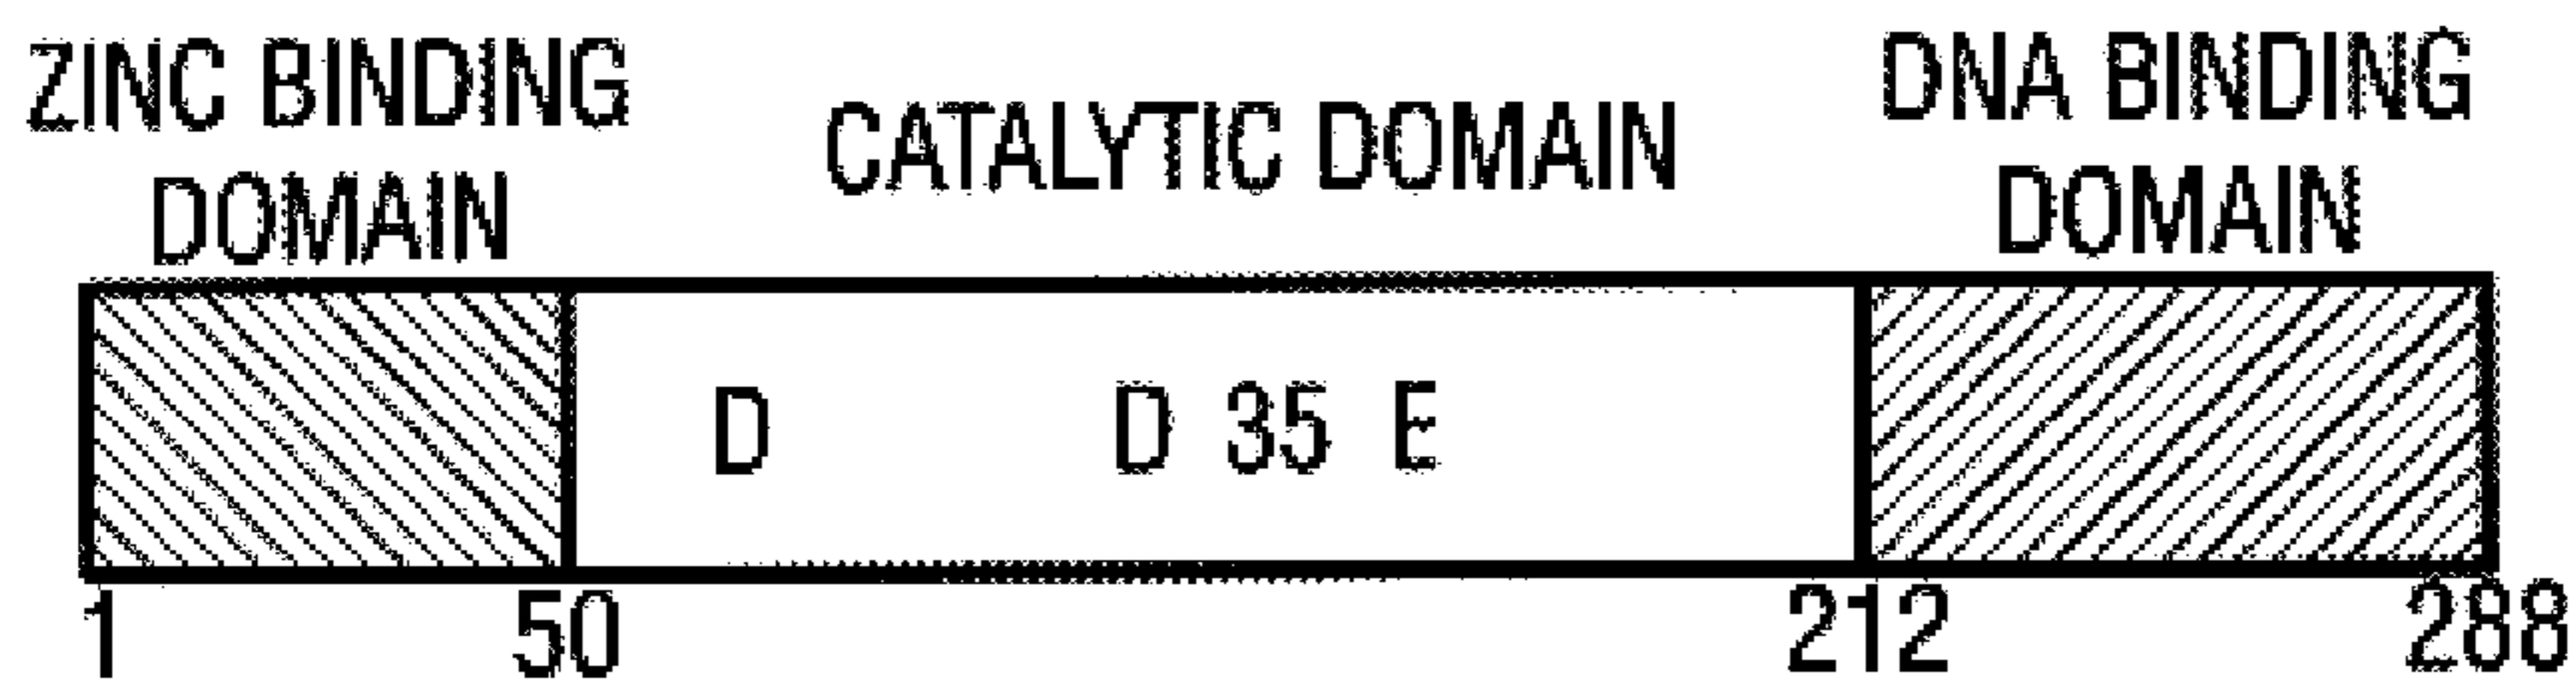 ZINC BINDING
DOMAIN
CATALYTIC DOMAIN
DNA BINDING
DOMAIN
D D 35 E
1 50 212 288